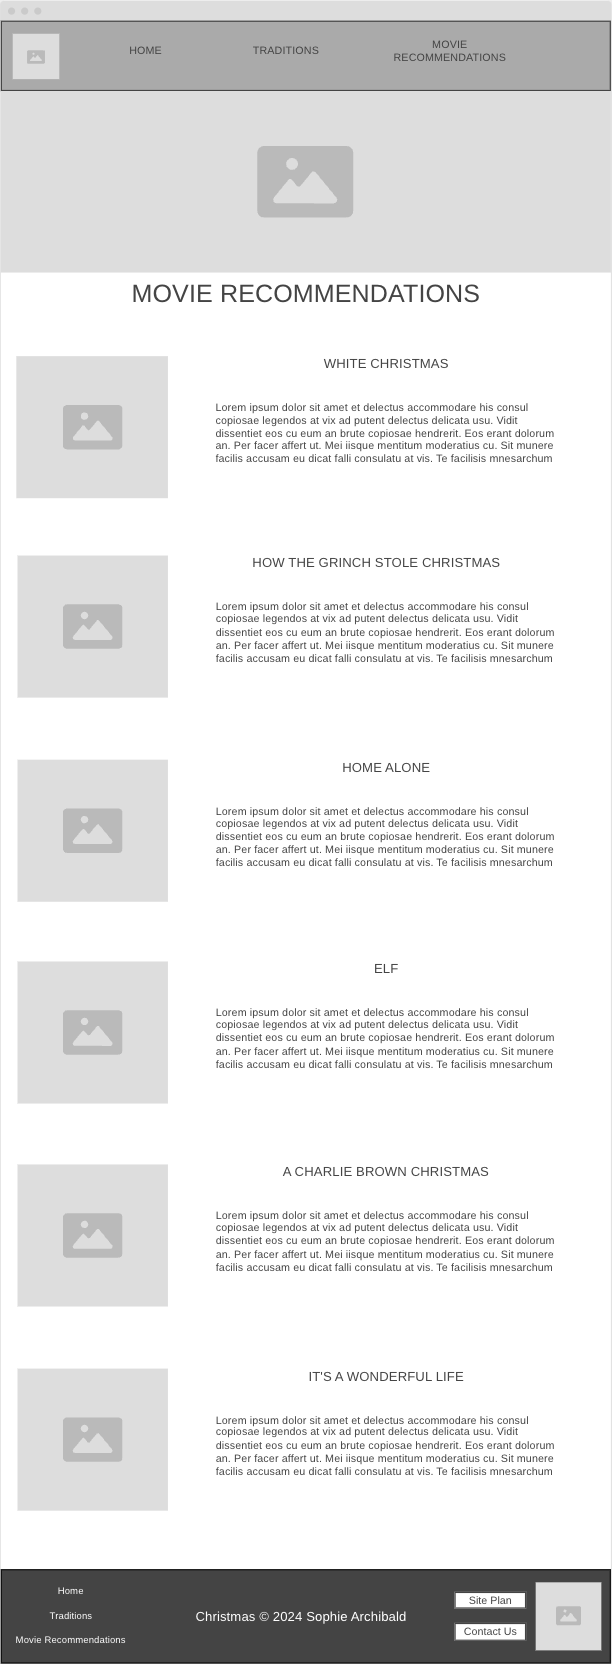 HOME
TRADITIONS
MOVIE
RECOMMENDATIONS
MOVIE RECOMMENDATIONS
WHITE CHRISTMAS
Lorem ipsum dolor sit amet et delectus accommodare his consul
copiosae legendos at vix ad putent delectus delicata usu. Vidit
dissentiet eos cu eum an brute copiosae hendrerit. Eos erant dolorum
an. Per facer affert ut. Mei iisque mentitum moderatius cu. Sit munere
facilis accusam eu dicat falli consulatu at vis. Te facilisis mnesarchum
HOW THE GRINCH STOLE CHRISTMAS
Lorem ipsum dolor sit amet et delectus accommodare his consul
copiosae legendos at vix ad putent delectus delicata usu. Vidit
dissentiet eos cu eum an brute copiosae hendrerit. Eos erant dolorum
an. Per facer affert ut. Mei iisque mentitum moderatius cu. Sit munere
facilis accusam eu dicat falli consulatu at vis. Te facilisis mnesarchum
HOME ALONE
Lorem ipsum dolor sit amet et delectus accommodare his consul
copiosae legendos at vix ad putent delectus delicata usu. Vidit
dissentiet eos cu eum an brute copiosae hendrerit. Eos erant dolorum
an. Per facer affert ut. Mei iisque mentitum moderatius cu. Sit munere
facilis accusam eu dicat falli consulatu at vis. Te facilisis mnesarchum
ELF
Lorem ipsum dolor sit amet et delectus accommodare his consul
copiosae legendos at vix ad putent delectus delicata usu. Vidit
dissentiet eos cu eum an brute copiosae hendrerit. Eos erant dolorum
an. Per facer affert ut. Mei iisque mentitum moderatius cu. Sit munere
facilis accusam eu dicat falli consulatu at vis. Te facilisis mnesarchum
A CHARLIE BROWN CHRISTMAS
Lorem ipsum dolor sit amet et delectus accommodare his consul
copiosae legendos at vix ad putent delectus delicata usu. Vidit
dissentiet eos cu eum an brute copiosae hendrerit. Eos erant dolorum
an. Per facer affert ut. Mei iisque mentitum moderatius cu. Sit munere
facilis accusam eu dicat falli consulatu at vis. Te facilisis mnesarchum
IT'S A WONDERFUL LIFE
Lorem ipsum dolor sit amet et delectus accommodare his consul
copiosae legendos at vix ad putent delectus delicata usu. Vidit
dissentiet eos cu eum an brute copiosae hendrerit. Eos erant dolorum
an. Per facer affert ut. Mei iisque mentitum moderatius cu. Sit munere
facilis accusam eu dicat falli consulatu at vis. Te facilisis mnesarchum
Home
Traditions
Movie Recommendations
Christmas © 2024 Sophie Archibald
Site Plan
Contact Us